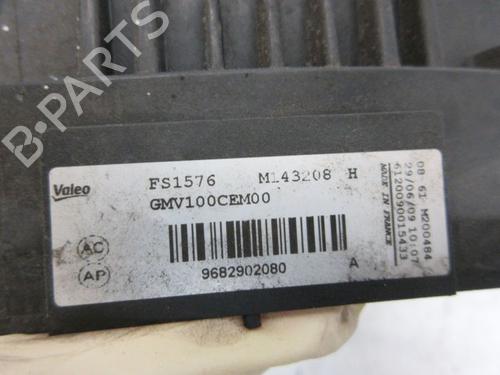 B-PARTS
Valeo
FS1576 M143208 H
GMV100CEM00
AC
AP
9682902080
A
MADE IN FRANCE
6120090015433
29/06/09 10:07
08 61 M200484